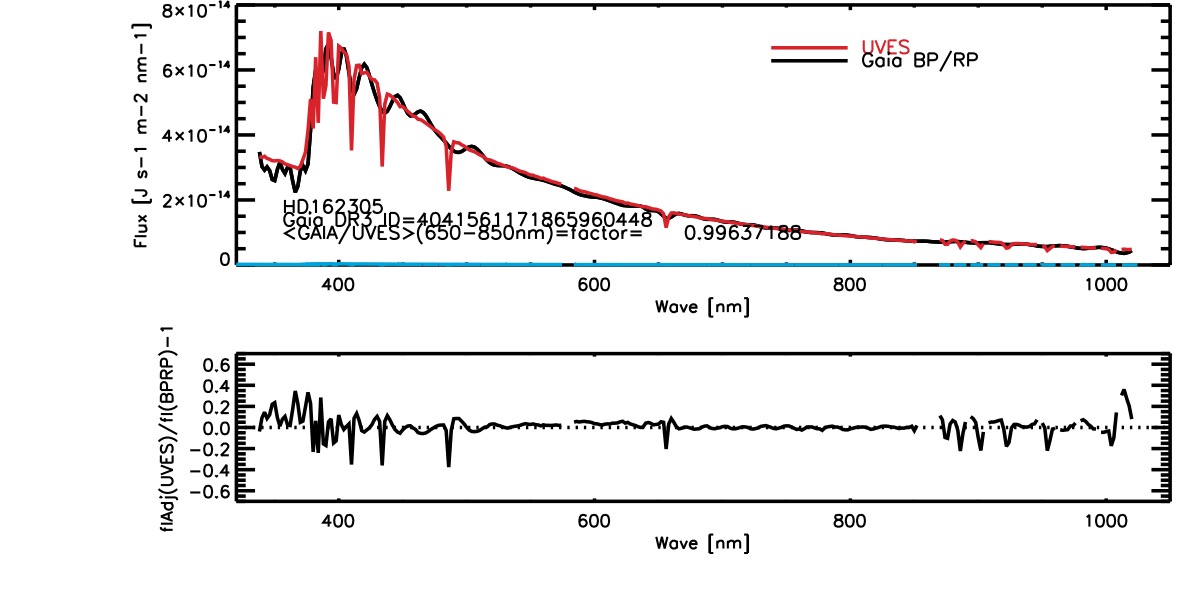 8×10⁻¹⁴
6×10⁻¹⁴
4×10⁻¹⁴
2×10⁻¹⁴
0
Flux [J s−1 m−2 nm−1]
UVES
Gaia BP/RP
HD162305
Gaia DR3 ID=4041561171865960448
<GAIA/UVES>(650−850nm)=factor= 0.99637188
400 600 800 1000
Wave [nm]
0.6
0.4
0.2
0.0
−0.2
−0.4
−0.6
flAdj(UVES)/fl(BPRP)−1
400 600 800 1000
Wave [nm]